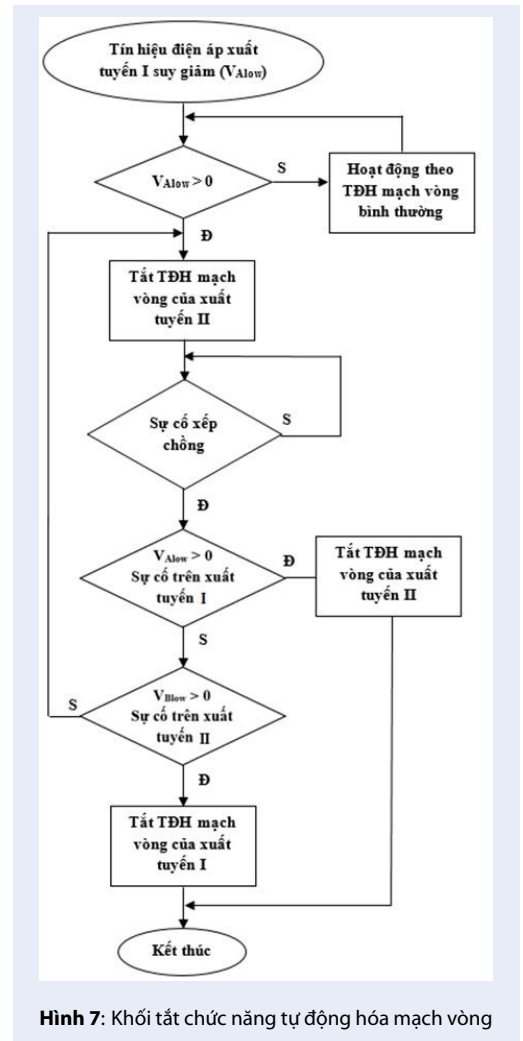 Tín hiệu điện áp xuất
tuyến I suy giảm (VAlow)
VAlow > 0
S
Hoạt động theo
TĐH mạch vòng
bình thường
Đ
Tắt TĐH mạch
vòng của xuất
tuyến II
Sự cố xếp
chồng
S
Đ
VAlow > 0
Sự cố trên xuất
tuyến I
Đ
Tắt TĐH mạch
vòng của xuất
tuyến II
S
VBlow > 0
Sự cố trên xuất
tuyến II
S
Đ
Tắt TĐH mạch
vòng của xuất
tuyến I
Kết thúc
Hình 7: Khối tắt chức năng tự động hóa mạch vòng